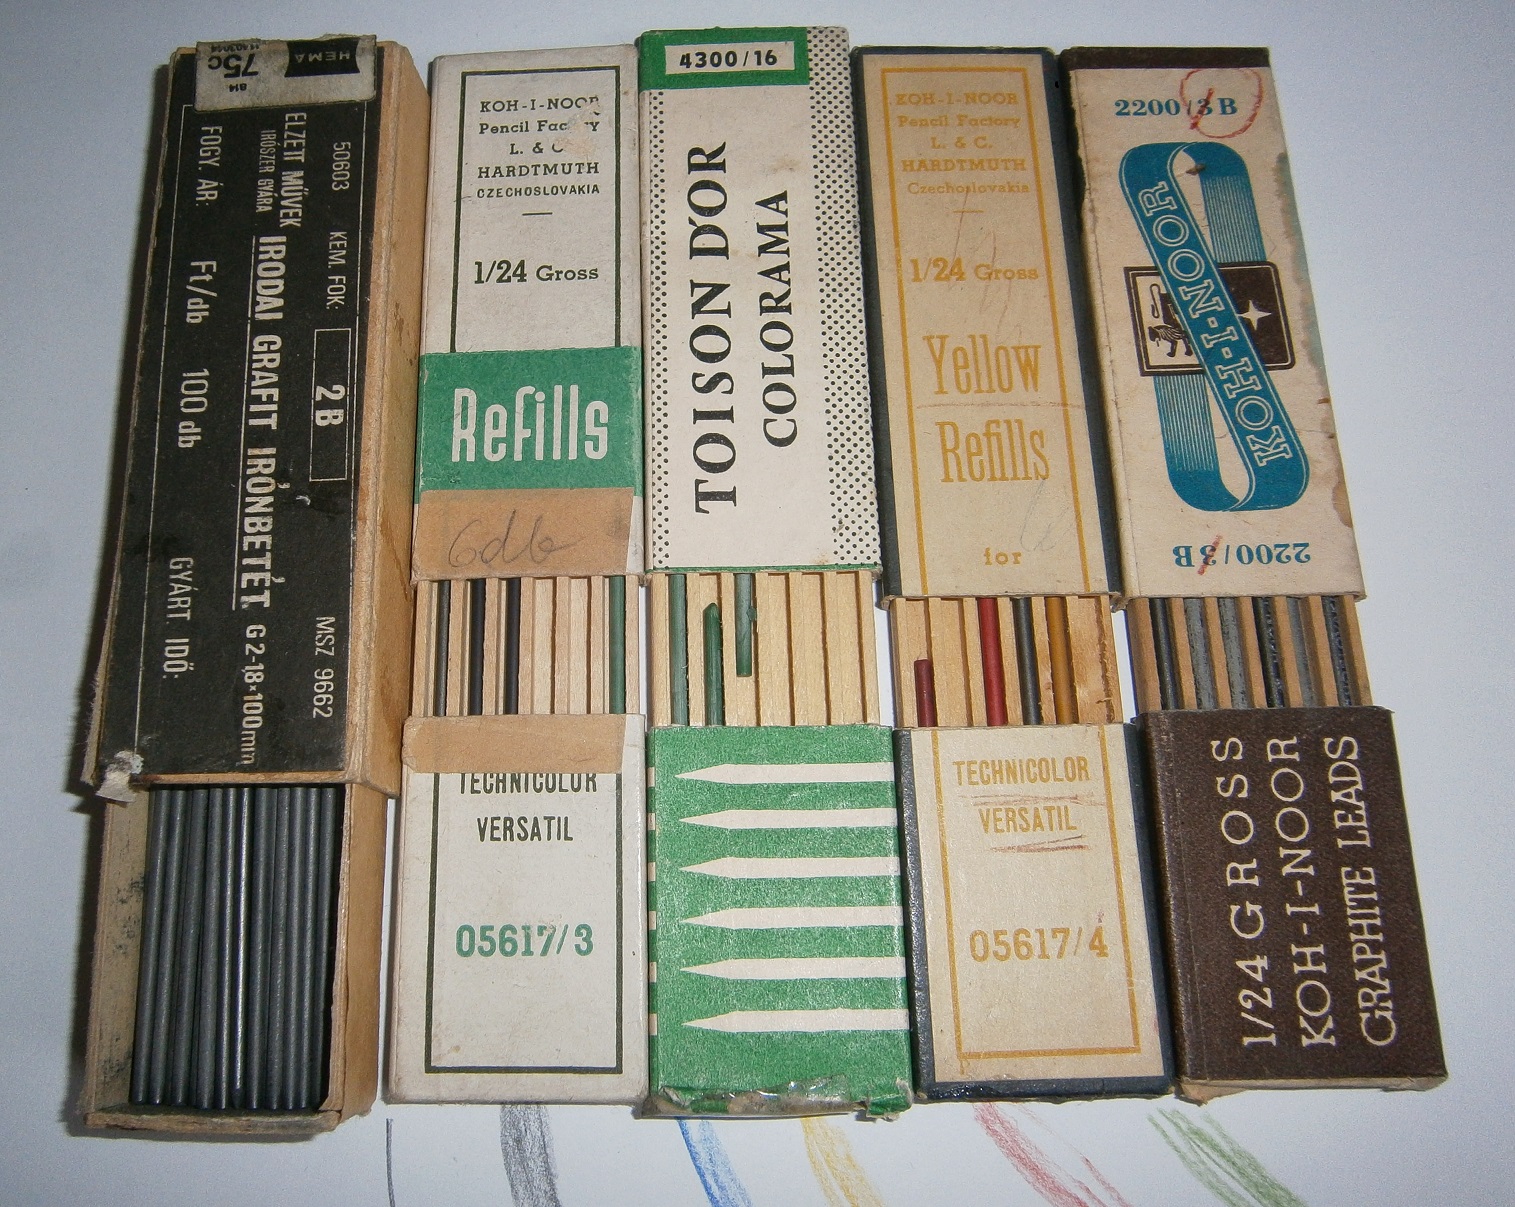 HEMA
75c
814
50603 KEM. FOK: 2B MSZ 9662
ELZETT MŰVEK
IRÓSZER GYÁRA
IRODAI GRAFIT IRÓNBETÉT G 2-18×100mm
FOGY. ÁR: Ft/db 100 db GYÁRT. IDŐ:
KOH-I-NOOR
Pencil Factory
L. & C.
HARDTMUTH
CZECHOSLOVAKIA
1/24 Gross
Refills
6db
TECHNICOLOR
VERSATIL
05617/3
4300/16
TOISON D'OR
COLORAMA
KOH-I-NOOR
Pencil Factory
L. & C.
HARDTMUTH
Czechoslovakia
1/24 Gross
Yellow
Refills
for
TECHNICOLOR
VERSATIL
05617/4
2200/3B
KOH-I-NOOR
2200/3B
1/24 GROSS
KOH-I-NOOR
GRAPHITE LEADS